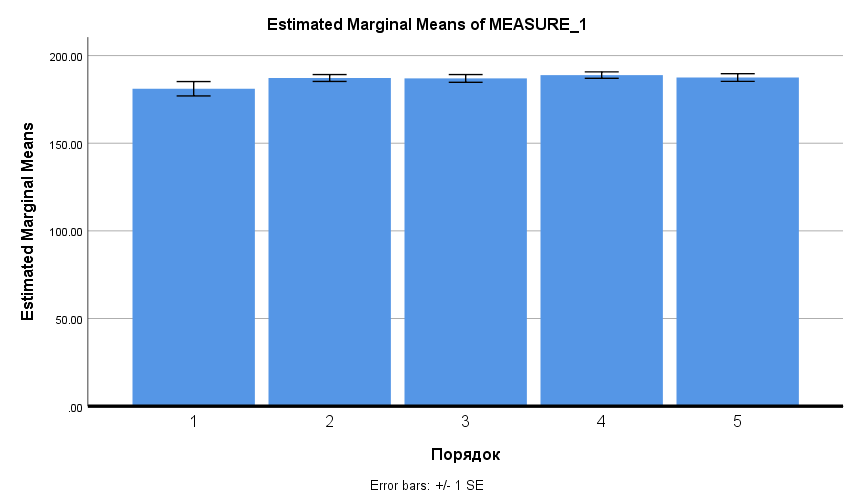 Estimated Marginal Means of MEASURE_1
Estimated Marginal Means
200.00
150.00
100.00
50.00
.00
1 2 3 4 5
Порядок
Error bars: +/- 1 SE